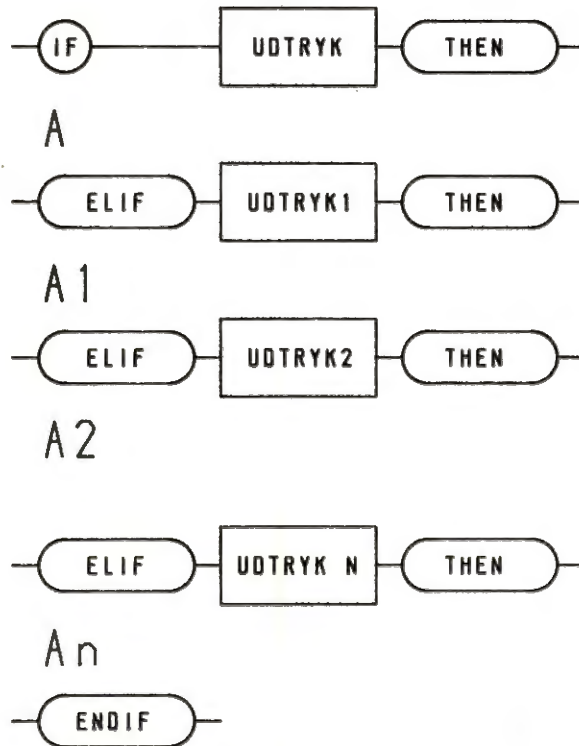 IF UDTRYK THEN
A
ELIF UDTRYK1 THEN
A1
ELIF UDTRYK2 THEN
A2
ELIF UDTRYK N THEN
An
ENDIF